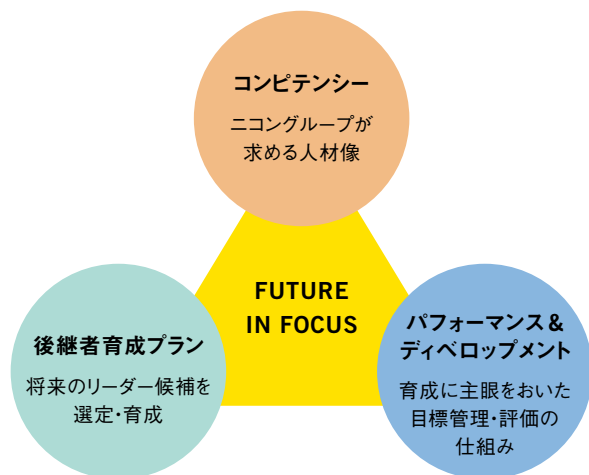 コンピテンシー
ニコングループが
求める人材像
FUTURE
IN FOCUS
後継者育成プラン
将来のリーダー候補を
選定・育成
パフォーマンス＆
ディベロップメント
育成に主眼をおいた
目標管理・評価の
仕組み